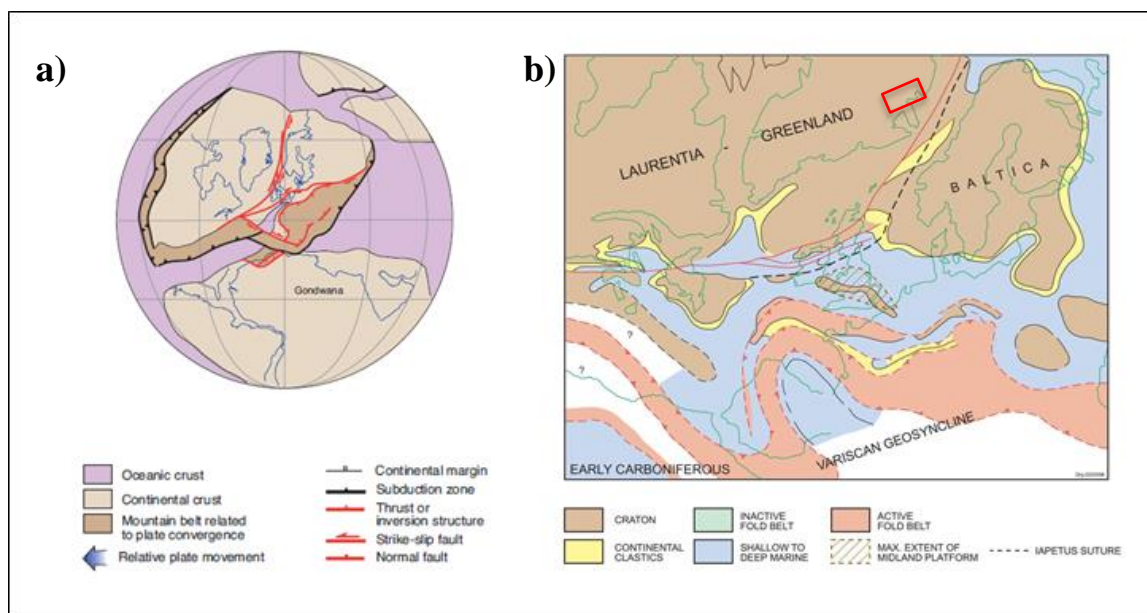 a)
Gondwana
Oceanic crust
Continental crust
Mountain belt related
to plate convergence
Relative plate movement
Continental margin
Subduction zone
Thrust or
inversion structure
Strike-slip fault
Normal fault
b)
LAURENTIA - GREENLAND
BALTICA
?
?
VARISCAN GEOSYNCLINE
EARLY CARBONIFEROUS
CRATON
CONTINENTAL
CLASTICS
INACTIVE
FOLD BELT
SHALLOW TO
DEEP MARINE
ACTIVE
FOLD BELT
MAX. EXTENT OF
MIDLAND PLATFORM
IAPETUS SUTURE